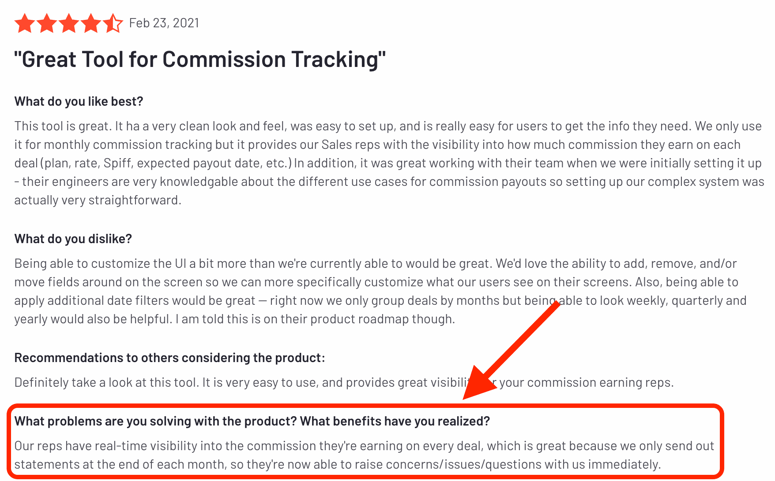 Feb 23, 2021
"Great Tool for Commission Tracking"
What do you like best?
This tool is great. It ha a very clean look and feel, was easy to set up, and is really easy for users to get the info they need. We only use
it for monthly commission tracking but it provides our Sales reps with the visibility into how much commission they earn on each
deal (plan, rate, Spiff, expected payout date, etc.) In addition, it was great working with their team when we were initially setting it up
- their engineers are very knowledgable about the different use cases for commission payouts so setting up our complex system was
actually very straightforward.
What do you dislike?
Being able to customize the UI a bit more than we're currently able to would be great. We'd love the ability to add, remove, and/or
move fields around on the screen so we can more specifically customize what our users see on their screens. Also, being able to
apply additional date filters would be great — right now we only group deals by months but being able to look weekly, quarterly and
yearly would also be helpful. I am told this is on their product roadmap though.
Recommendations to others considering the product:
Definitely take a look at this tool. It is very easy to use, and provides great your commission earning reps.
What problems are you solving with the product? What benefits have you realized?
Our reps have real-time visibility into the commission they're earning on every deal, which is great because we only send out
statements at the end of each month, so they're now able to raise concerns/issues/questions with us immediately.